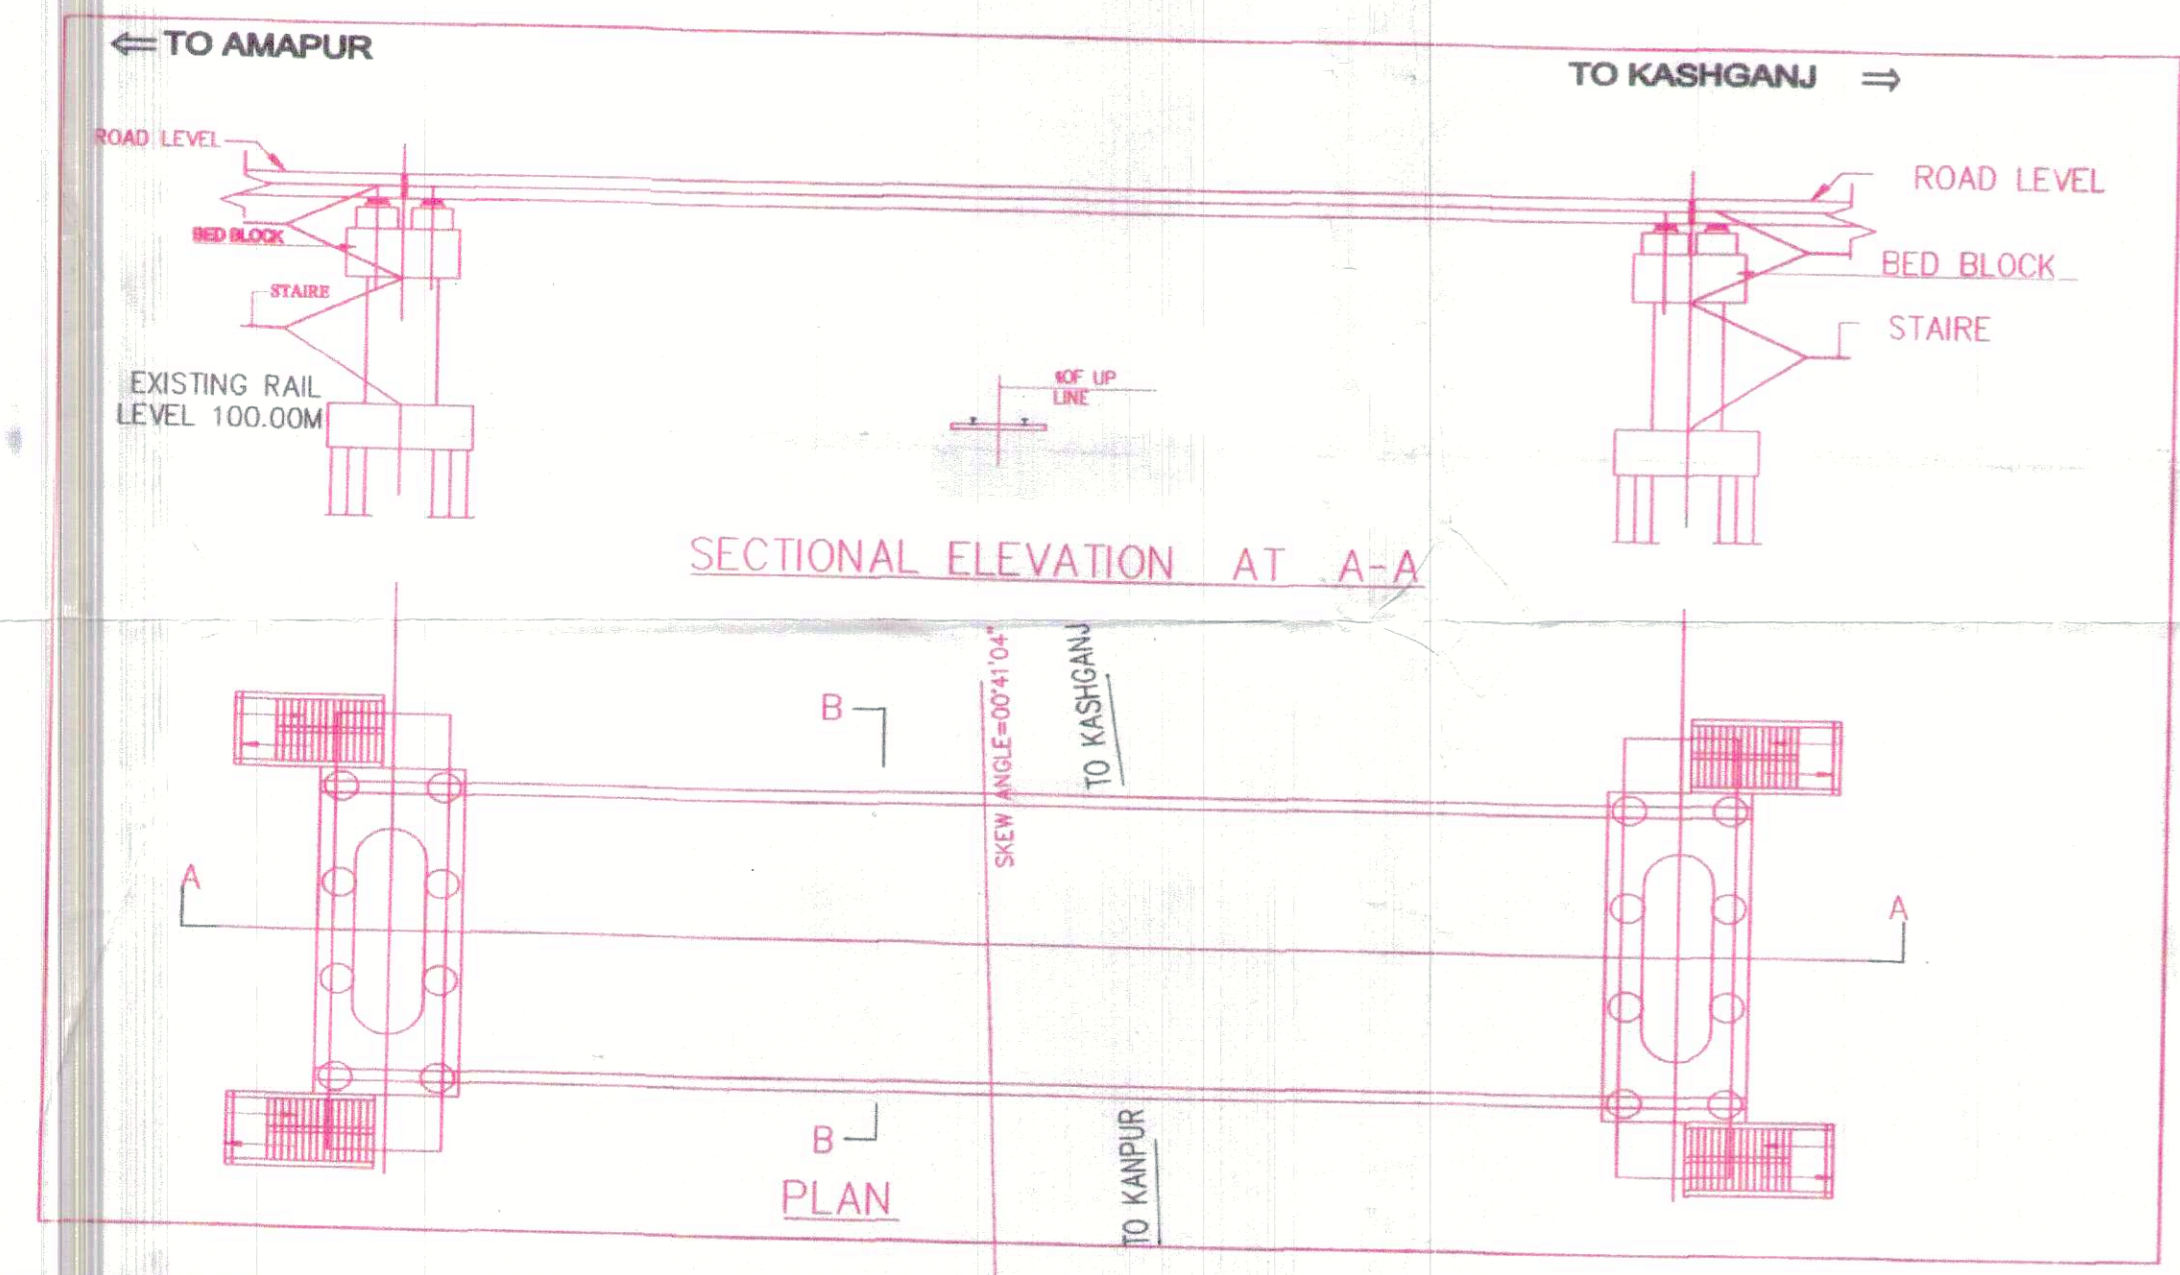 ⇐ TO AMAPUR
TO KASHGANJ ⇒
ROAD LEVEL
ROAD LEVEL
BED BLOCK
BED BLOCK
STAIRE
STAIRE
EXISTING RAIL
LEVEL 100.00M
OF UP
LINE
SECTIONAL ELEVATION AT A-A
B
SKEW ANGLE=00°41'04"
TO KASHGANJ
A
A
B
TO KANPUR
PLAN